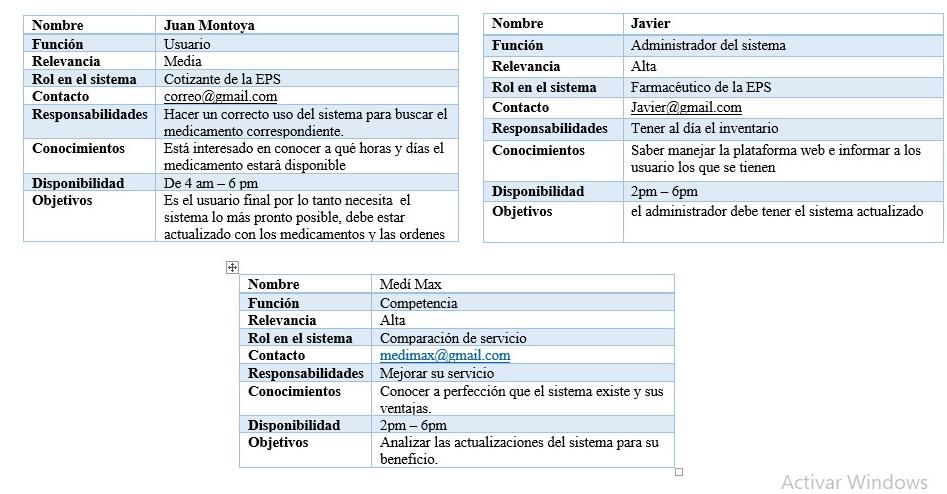 Nombre Juan Montoya
Función Usuario
Relevancia Media
Rol en el sistema Cotizante de la EPS
Contacto correo@gmail.com
Responsabilidades Hacer un correcto uso del sistema para buscar el
medicamento correspondiente.
Conocimientos Está interesado en conocer a qué horas y días el
medicamento estará disponible
Disponibilidad De 4 am – 6 pm
Objetivos Es el usuario final por lo tanto necesita el
sistema lo más pronto posible, debe estar
actualizado con los medicamentos y las ordenes
Nombre Javier
Función Administrador del sistema
Relevancia Alta
Rol en el sistema Farmacéutico de la EPS
Contacto Javier@gmail.com
Responsabilidades Tener al día el inventario
Conocimientos Saber manejar la plataforma web e informar a los
usuario los que se tienen
Disponibilidad 2pm – 6pm
Objetivos el administrador debe tener el sistema actualizado
Nombre Medí Max
Función Competencia
Relevancia Alta
Rol en el sistema Comparación de servicio
Contacto medimax@gmail.com
Responsabilidades Mejorar su servicio
Conocimientos Conocer a perfección que el sistema existe y sus
ventajas.
Disponibilidad 2pm – 6pm
Objetivos Analizar las actualizaciones del sistema para su
beneficio.
Activar Windows